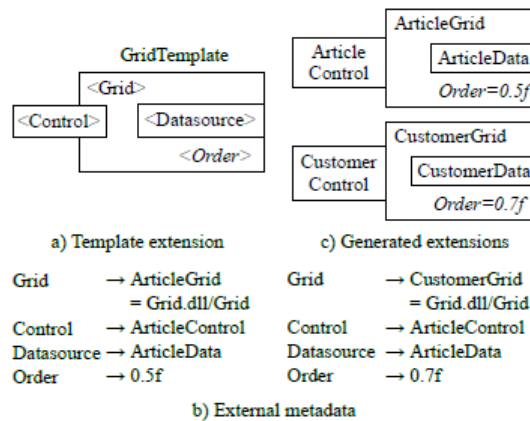 GridTemplate
<Grid>
<Control>
<Datasource>
<Order>
a) Template extension
ArticleGrid
Article
Control
ArticleData
Order=0.5f
CustomerGrid
Customer
Control
CustomerData
Order=0.7f
c) Generated extensions
Grid → ArticleGrid
= Grid.dll/Grid
Control → ArticleControl
Datasource → ArticleData
Order → 0.5f
Grid → CustomerGrid
= Grid.dll/Grid
Control → ArticleControl
Datasource → ArticleData
Order → 0.7f
b) External metadata